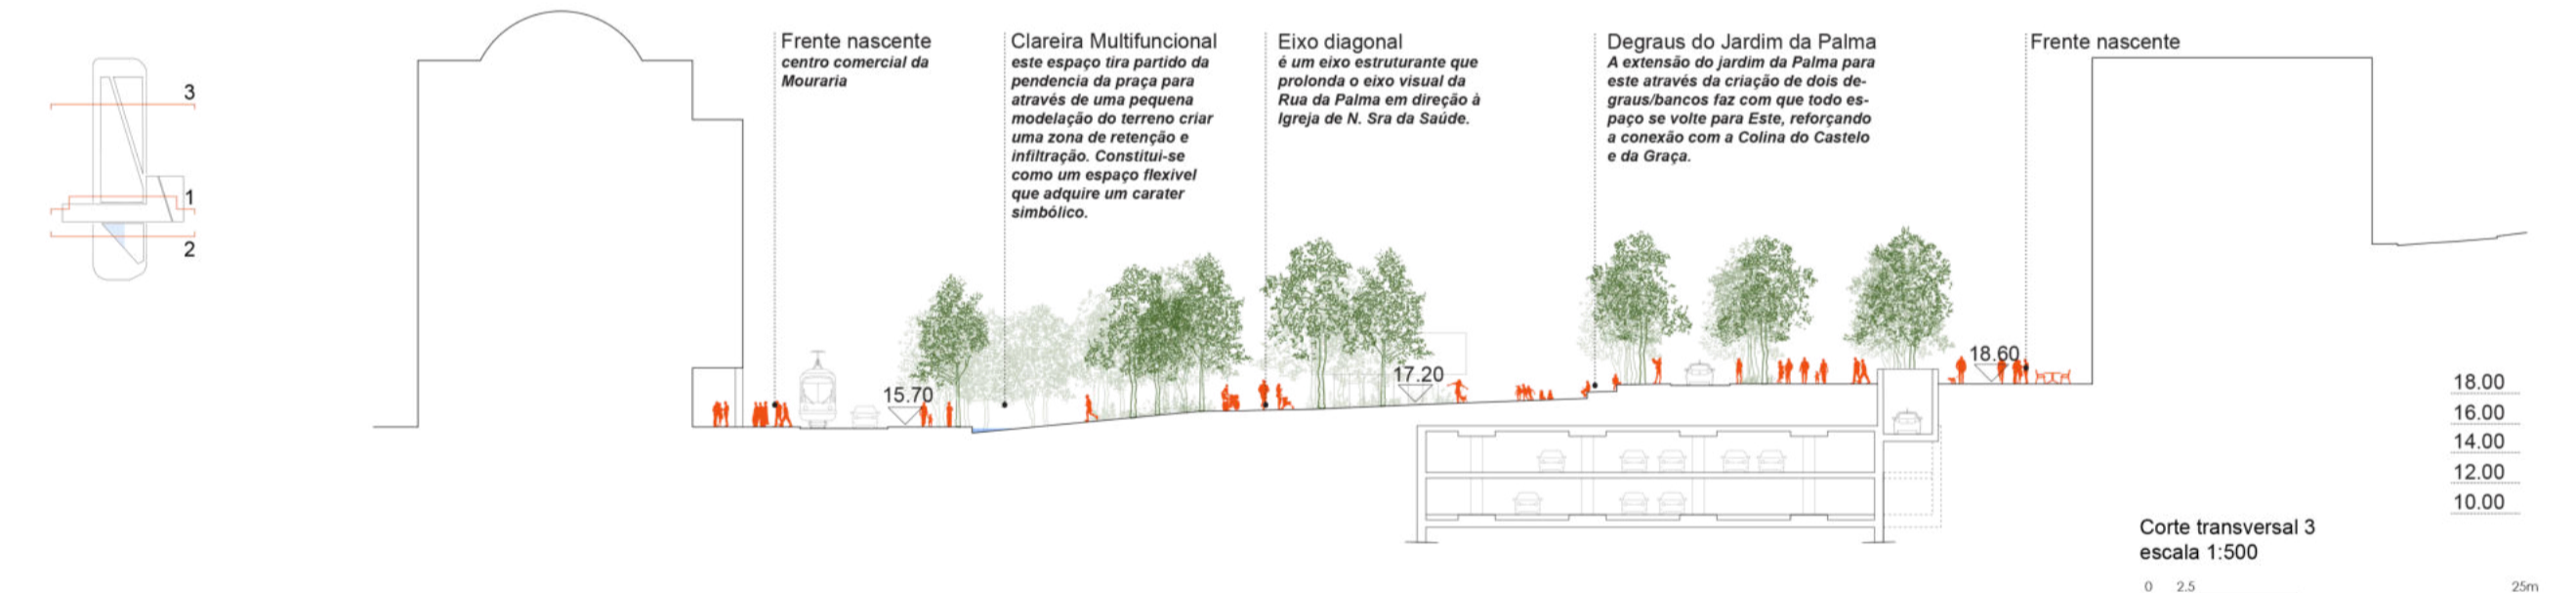 3
1
2
Frente nascente
centro comercial da
Mouraria
Clareira Multifuncional
este espaço tira partido da
pendencia da praça para
através de uma pequena
modelação do terreno criar
uma zona de retenção e
infiltração. Constitui-se
como um espaço flexivel
que adquire um carater
simbólico.
Eixo diagonal
é um eixo estruturante que
prolonda o eixo visual da
Rua da Palma em direção à
Igreja de N. Sra da Saúde.
Degraus do Jardim da Palma
A extensão do jardim da Palma para
este através da criação de dois de-
graus/bancos faz com que todo es-
paço se volte para Este, reforçando
a conexão com a Colina do Castelo
e da Graça.
Frente nascente
15.70
17.20
18.60
18.00
16.00
14.00
12.00
10.00
Corte transversal 3
escala 1:500
0 2.5 25m